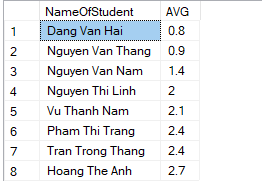 NameOfStudent AVG
1 Dang Van Hai 0.8
2 Nguyen Van Thang 0.9
3 Nguyen Van Nam 1.4
4 Nguyen Thi Linh 2
5 Vu Thanh Nam 2.1
6 Pham Thi Trang 2.4
7 Tran Trong Thang 2.4
8 Hoang The Anh 2.7